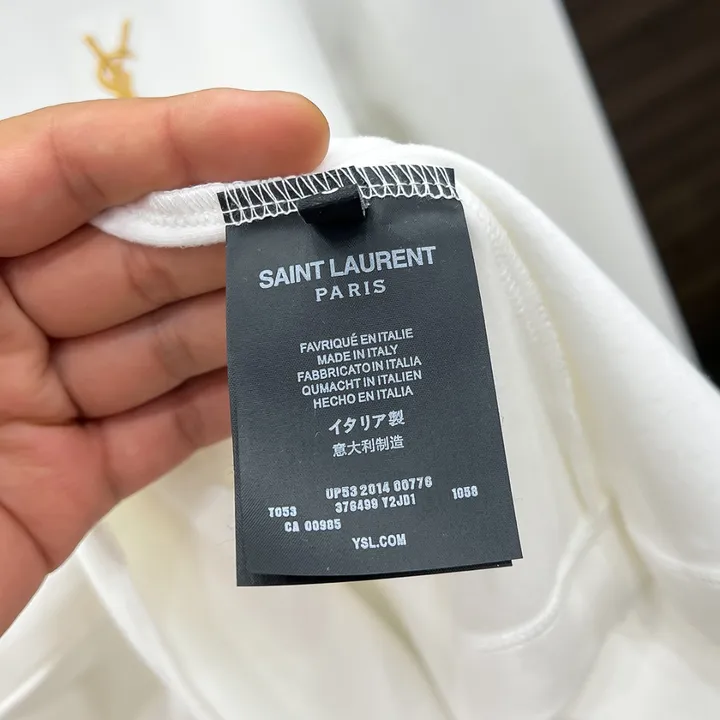 YSL
SAINT LAURENT
PARIS
FAVRIQUÉ EN ITALIE
MADE IN ITALY
FABBRICATO IN ITALIA
QUMACHT IN ITALIEN
HECHO EN ITALIA
イタリア製
意大利制造
UP53 2014 00776
T053 376499 Y2JD1 1058
CA 00985
YSL.COM